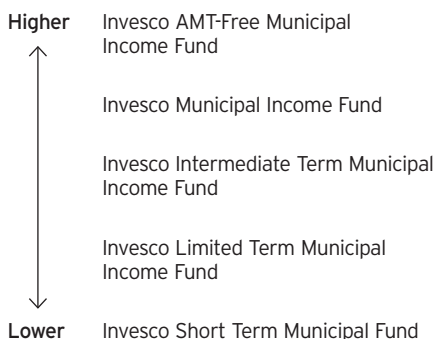 Higher Invesco AMT-Free Municipal
Income Fund
Invesco Municipal Income Fund
Invesco Intermediate Term Municipal
Income Fund
Invesco Limited Term Municipal
Income Fund
Lower Invesco Short Term Municipal Fund